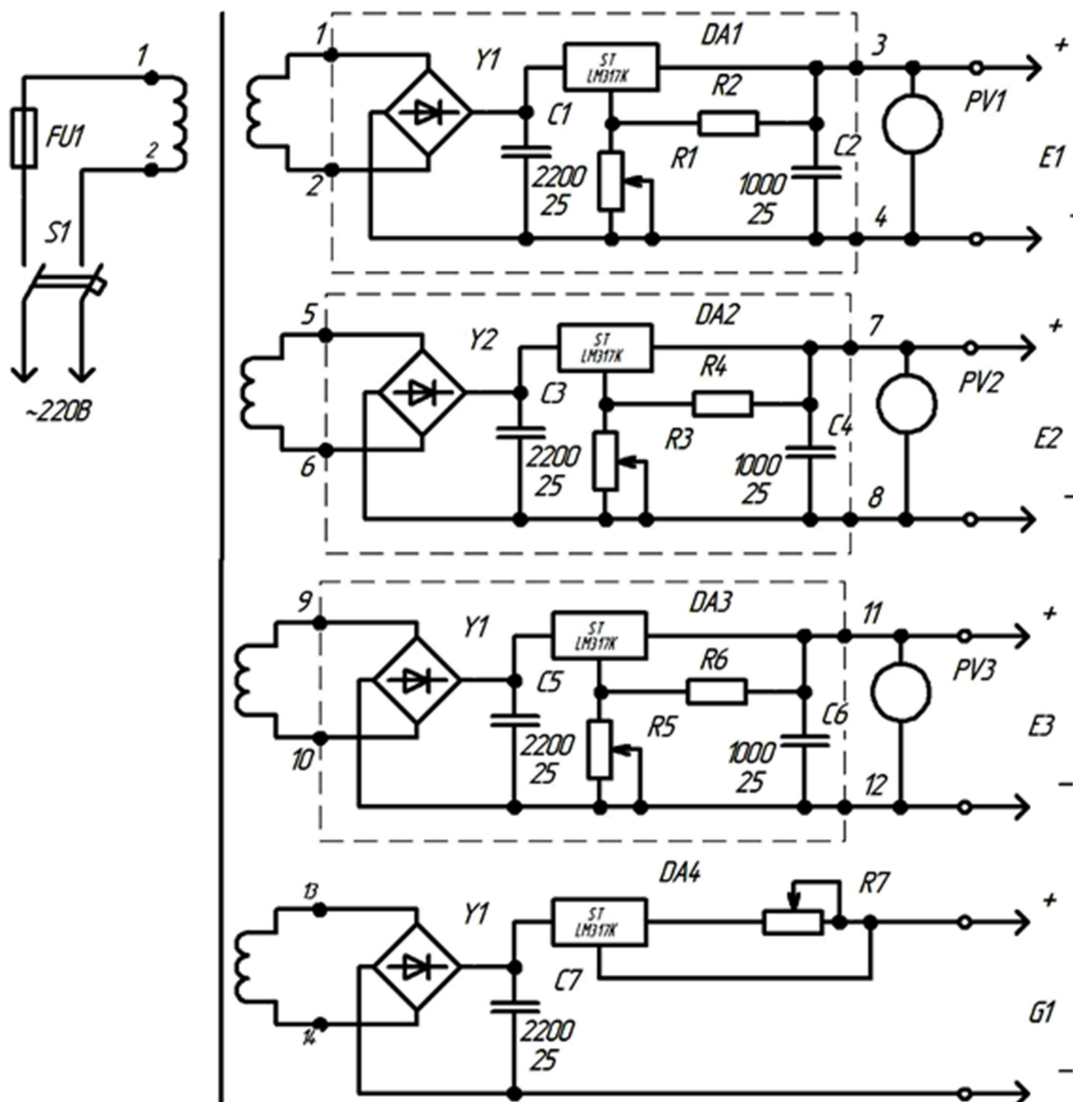 1
2
FU1
S1
~220В
1
2
Y1
C1
2200
25
ST
LM317K
DA1
R2
R1
C2
1000
25
3
4
PV1
+
E1
-
5
6
Y2
C3
2200
25
ST
LM317K
DA2
R4
R3
C4
1000
25
7
8
PV2
+
E2
-
9
10
Y1
C5
2200
25
ST
LM317K
DA3
R6
R5
C6
1000
25
11
12
PV3
+
E3
-
13
14
Y1
C7
2200
25
ST
LM317K
DA4
R7
+
G1
-